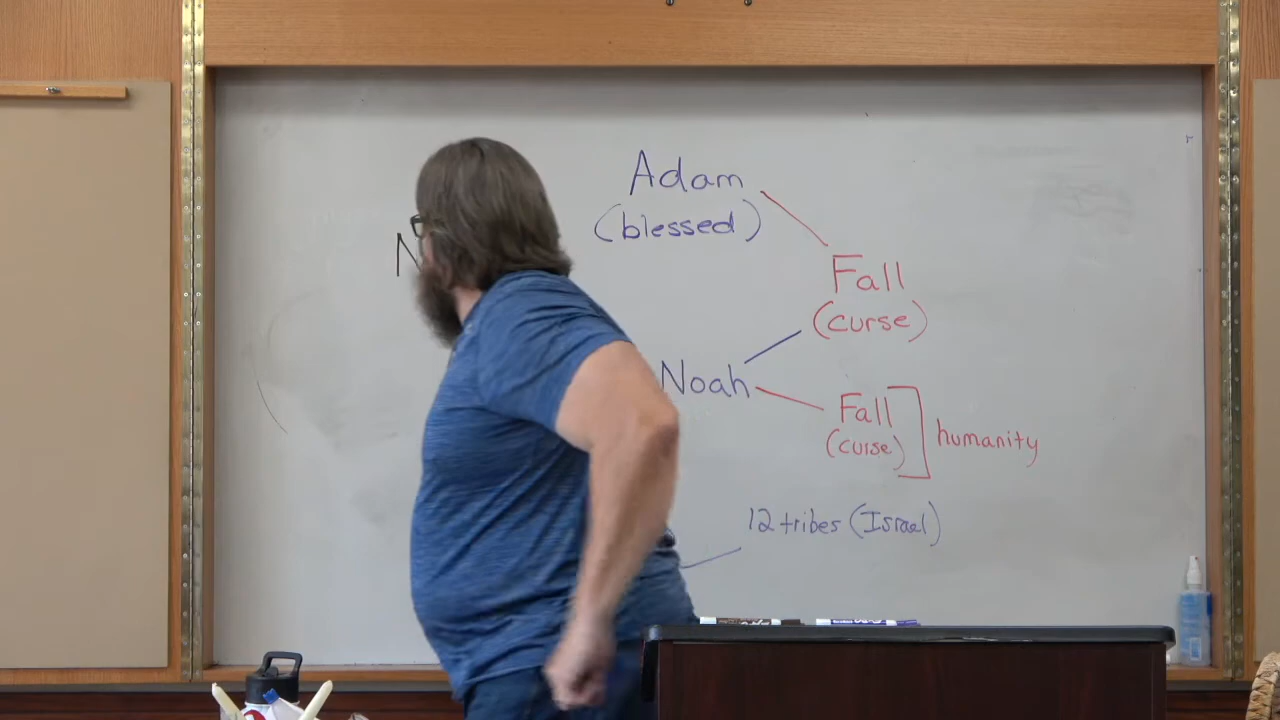 Adam
(blessed)
N
Fall
(curse)
Noah
Fall
(curse)
humanity
12 tribes (Israel)